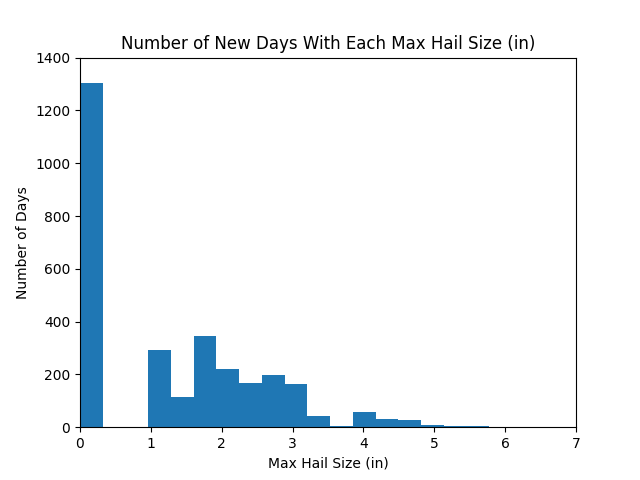 Number of New Days With Each Max Hail Size (in)
1400
1200
1000
800
600
400
200
0
Number of Days
0 1 2 3 4 5 6 7
Max Hail Size (in)